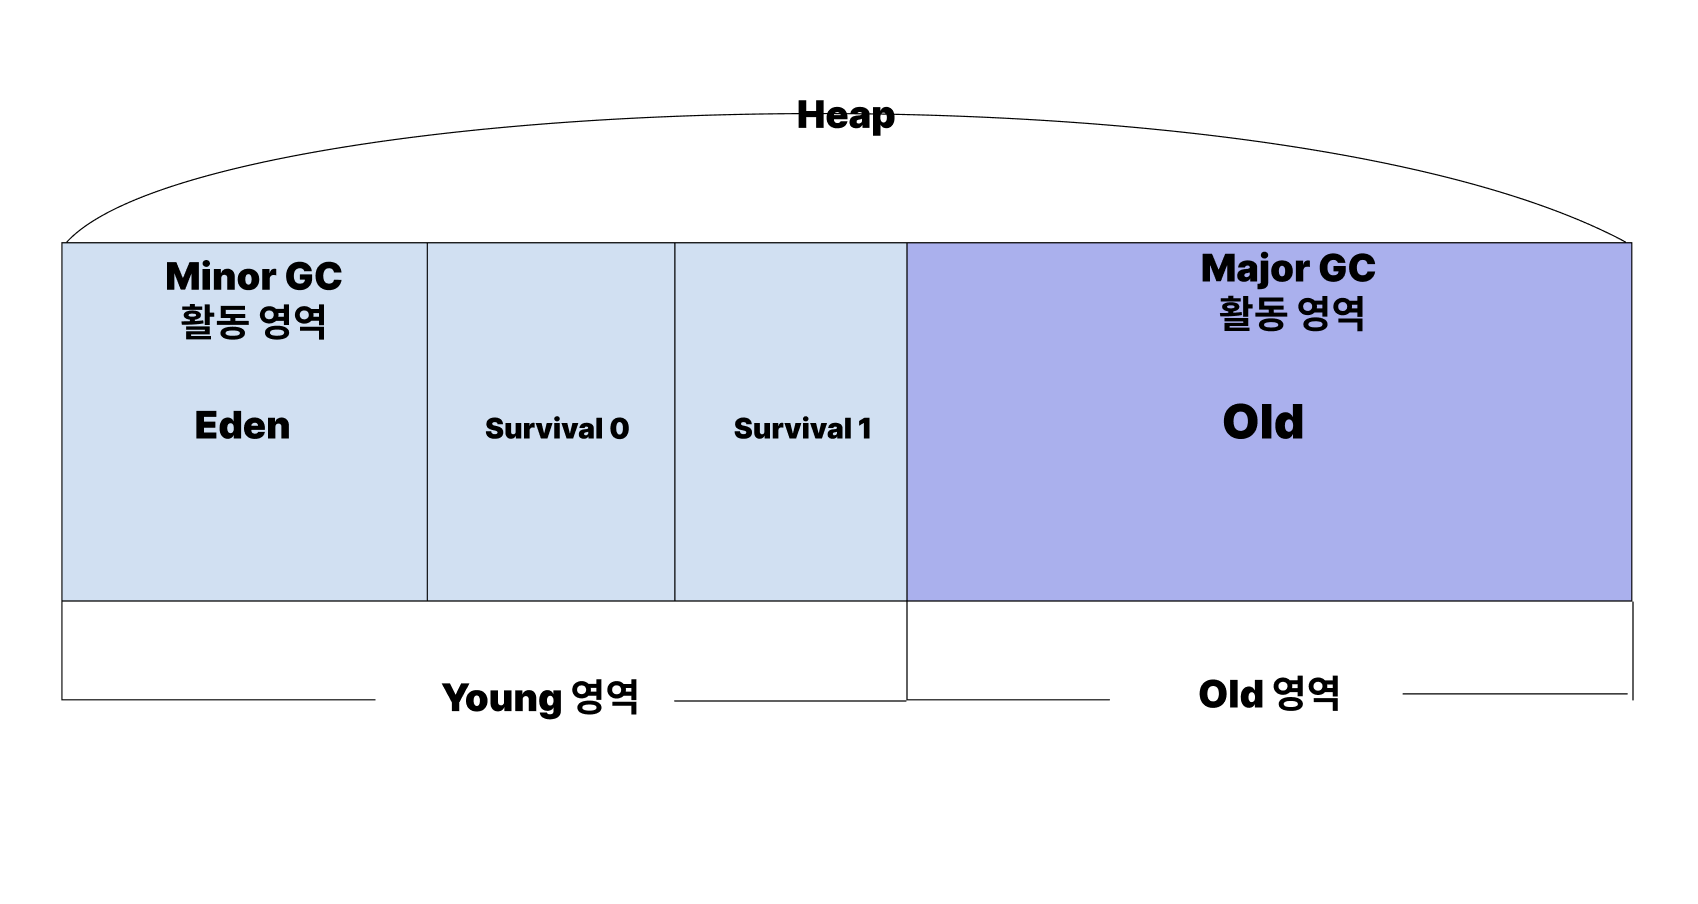 Heap
Minor GC
활동 영역
Major GC
활동 영역
Eden
Survival 0
Survival 1
Old
Young 영역
Old 영역